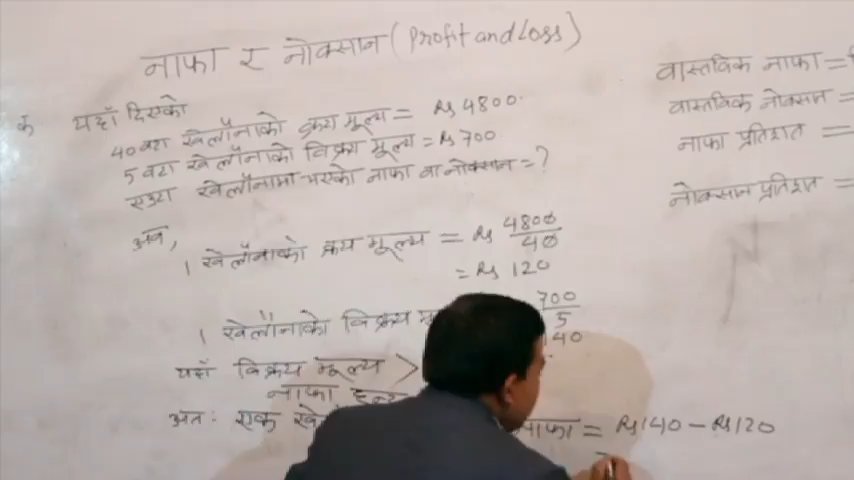 नाफा र नोक्सान (Profit and Loss)
यहाँ दिएको
40 वटा खेलौनाको क्रय मूल्य = Rs 4800
5 वटा खेलौनाको विक्रय मूल्य = Rs 700
एउटा खेलौनामा भएको नाफा वा नोक्सान = ?
अब,
1 खेलौनाको क्रय मूल्य = Rs 4800/40
= Rs 120
1 खेलौनाको विक्रय 700/5
140
यहाँ विक्रय मूल्य >
नाफा
अतः एक नाफा = Rs 140 - Rs 120
=
वास्तविक नाफा =
वास्तविक नोक्सान =
नाफा प्रतिशत =
नोक्सान प्रतिशत =